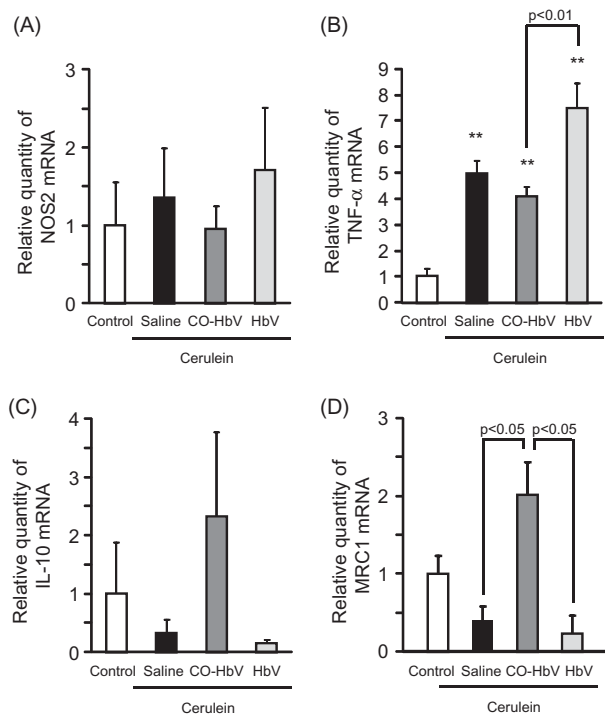 (A)
Relative quantity of
NOS2 mRNA
3
2
1
0
Control Saline CO-HbV HbV
Cerulein
(B)
p<0.01
Relative quantity of
TNF-α mRNA
9
8
7
6
5
4
3
2
1
0
**
**
**
Control Saline CO-HbV HbV
Cerulein
(C)
Relative quantity of
IL-10 mRNA
4
3
2
1
0
Control Saline CO-HbV HbV
Cerulein
(D)
p<0.05 p<0.05
Relative quantity of
MRC1 mRNA
3
2
1
0
Control Saline CO-HbV HbV
Cerulein